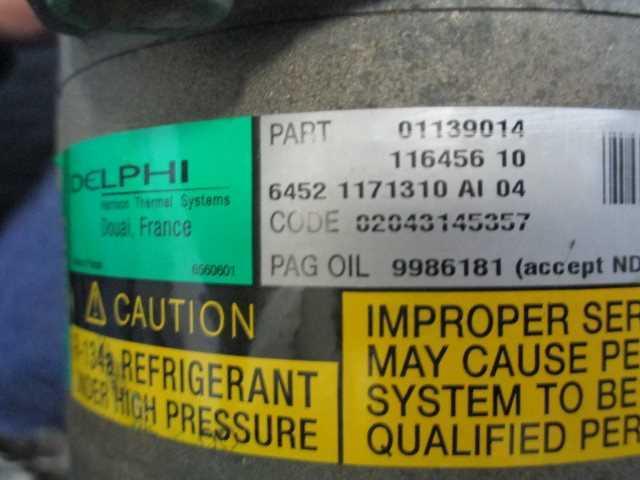 DELPHI
Harrison Thermal Systems
Douai, France
6560601
PART 01139014
116456 10
6452 1171310 AI 04
CODE 02043145357
PAG OIL 9986181 (accept ND
CAUTION
R-134a REFRIGERANT
UNDER HIGH PRESSURE
IMPROPER SER
MAY CAUSE PE
SYSTEM TO BE
QUALIFIED PER